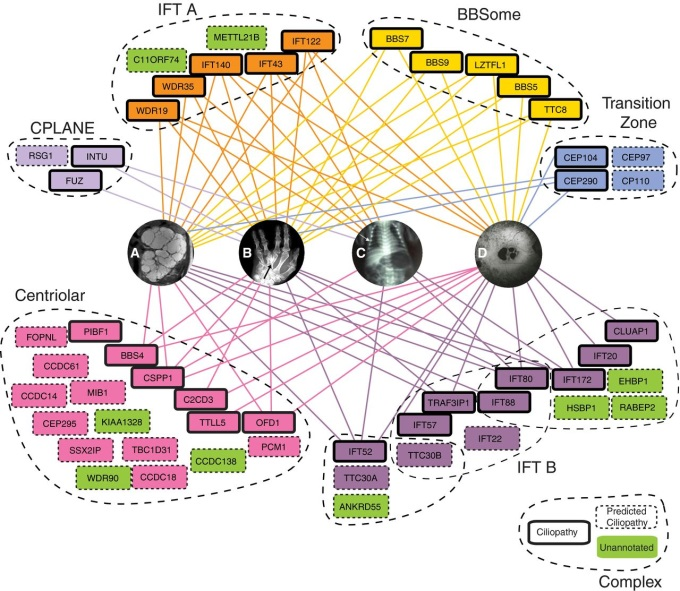 IFT A
BBSome
METTL21B
IFT122
C11ORF74
IFT140
IFT43
WDR35
WDR19
BBS7
BBS9
LZTFL1
BBS5
TTC8
Transition
Zone
CEP104
CEP97
CEP290
CP110
CPLANE
RSG1
INTU
FUZ
A
B
C
D
Centriolar
FOPNL
PIBF1
BBS4
CCDC61
CSPP1
CCDC14
MIB1
C2CD3
CEP295
KIAA1328
TTLL5
OFD1
SSX2IP
TBC1D31
PCM1
CCDC138
WDR90
CCDC18
CLUAP1
IFT20
IFT80
IFT172
EHBP1
TRAF3IP1
IFT88
HSBP1
RABEP2
IFT57
IFT22
IFT52
TTC30B
IFT B
TTC30A
ANKRD55
Ciliopathy
Predicted
Ciliopathy
Unannotated
Complex